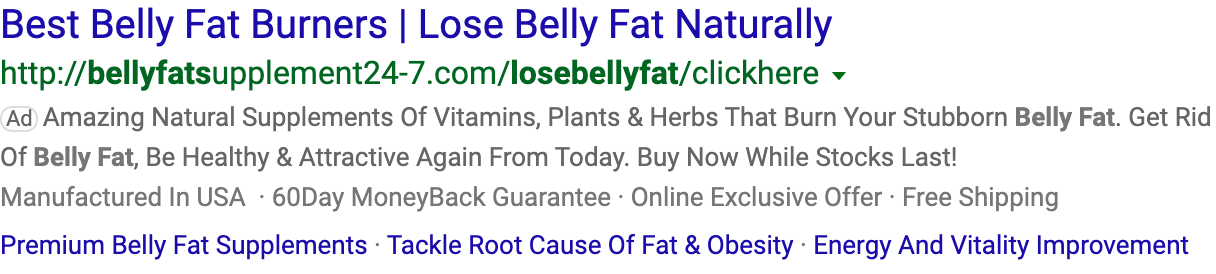 Best Belly Fat Burners | Lose Belly Fat Naturally
http://bellyfatsupplement24-7.com/losebellyfat/clickhere
Ad Amazing Natural Supplements Of Vitamins, Plants & Herbs That Burn Your Stubborn Belly Fat. Get Rid
Of Belly Fat, Be Healthy & Attractive Again From Today. Buy Now While Stocks Last!
Manufactured In USA · 60Day MoneyBack Guarantee · Online Exclusive Offer · Free Shipping
Premium Belly Fat Supplements · Tackle Root Cause Of Fat & Obesity · Energy And Vitality Improvement